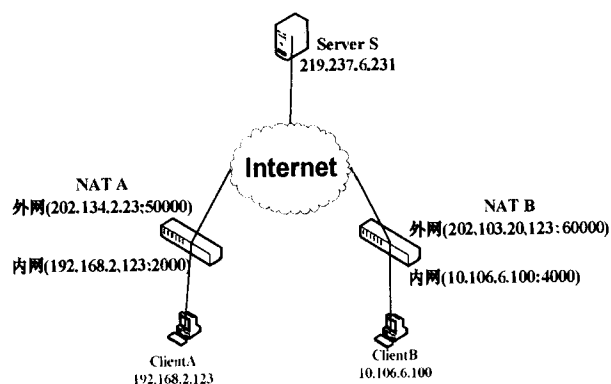 Server S
219.237.6.231
Internet
NAT A
外网(202.134.2.23:50000)
内网(192.168.2,123:2000)
ClientA
192.168.2.123
NAT B
外网(202,103.20,123:60000)
内网(10.106.6.100:4000)
ClientB
10.106.6.100